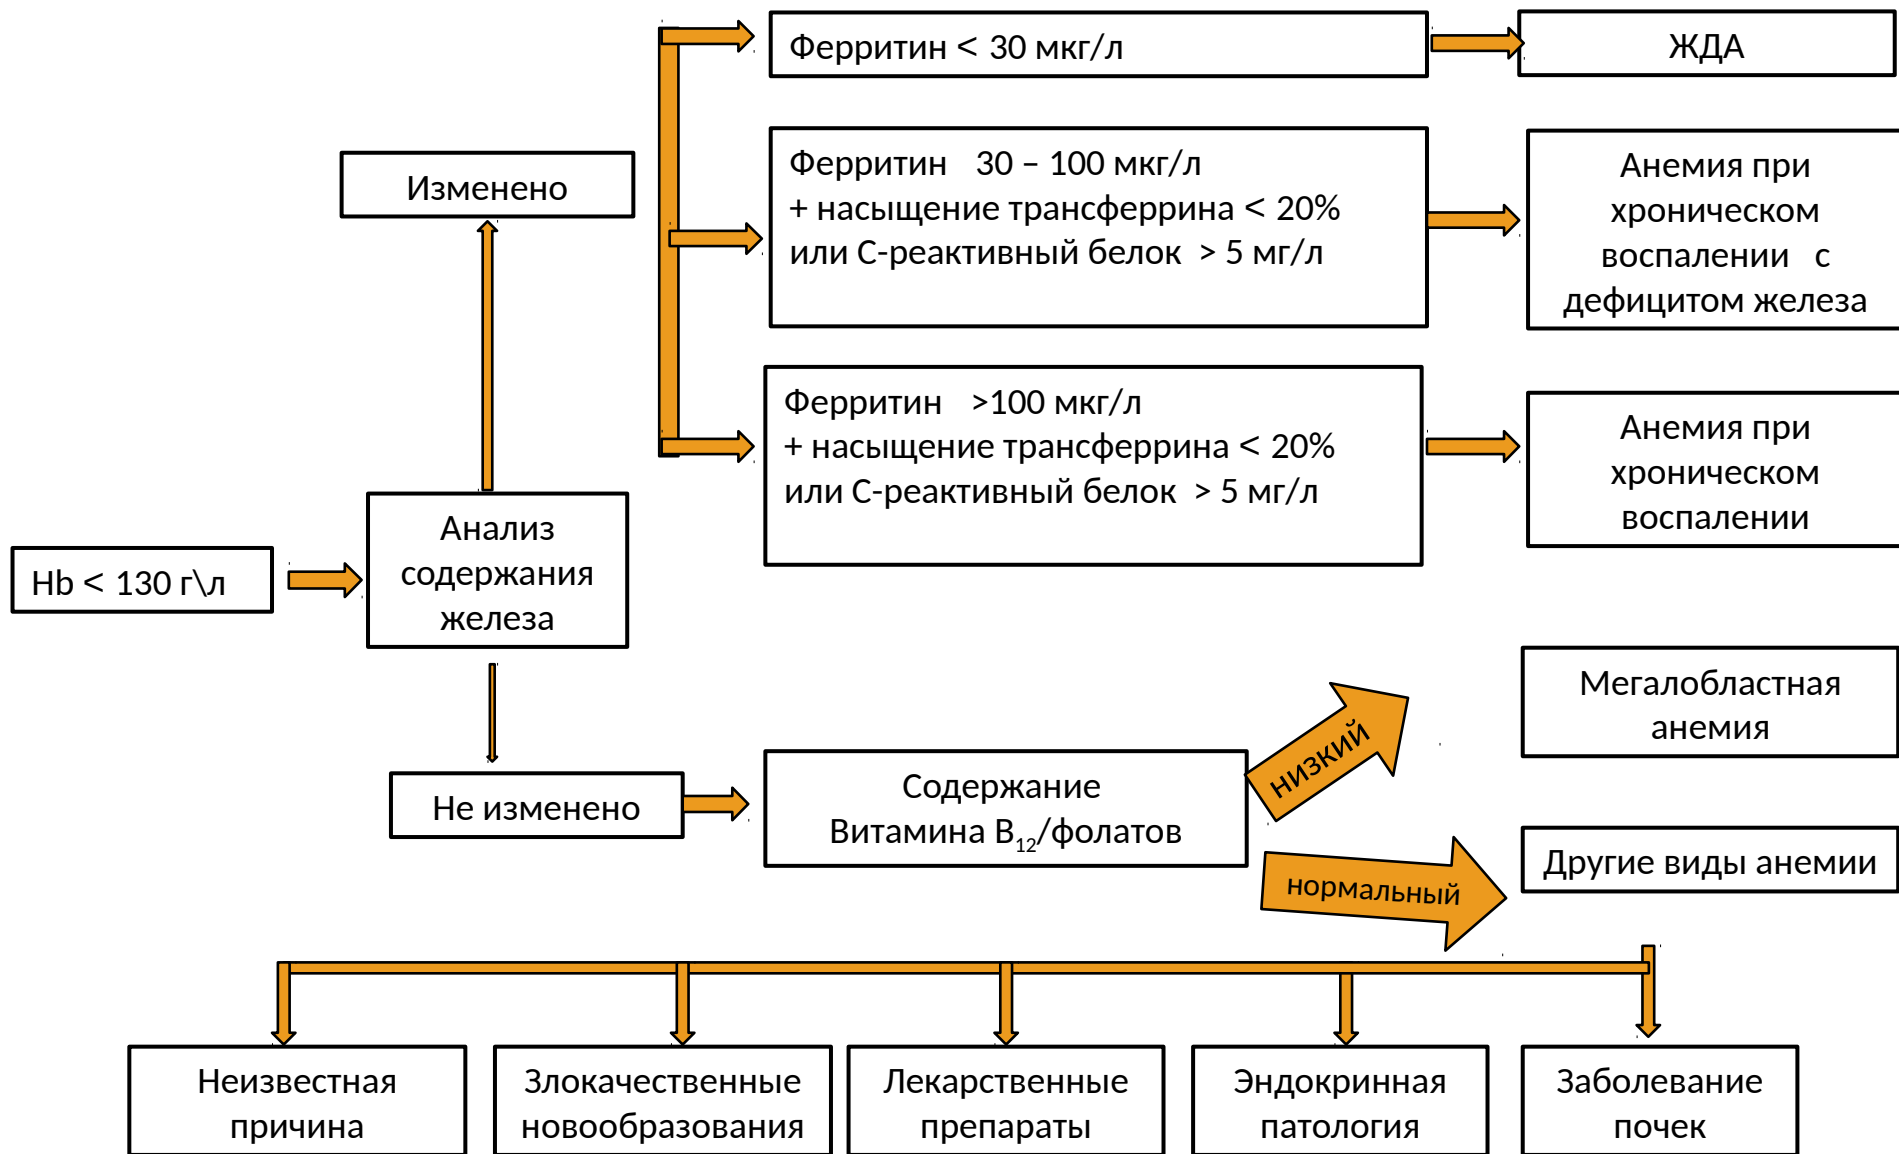 Ферритин < 30 мкг/л
ЖДА
Изменено
Ферритин 30 – 100 мкг/л
+ насыщение трансферрина < 20%
или С-реактивный белок > 5 мг/л
Анемия при
хроническом
воспалении с
дефицитом железа
Ферритин >100 мкг/л
+ насыщение трансферрина < 20%
или С-реактивный белок > 5 мг/л
Анемия при
хроническом
воспалении
Hb < 130 г\л
Анализ
содержания
железа
Не изменено
Содержание
Витамина В12/фолатов
низкий
Мегалобластная
анемия
нормальный
Другие виды анемии
Неизвестная
причина
Злокачественные
новообразования
Лекарственные
препараты
Эндокринная
патология
Заболевание
почек